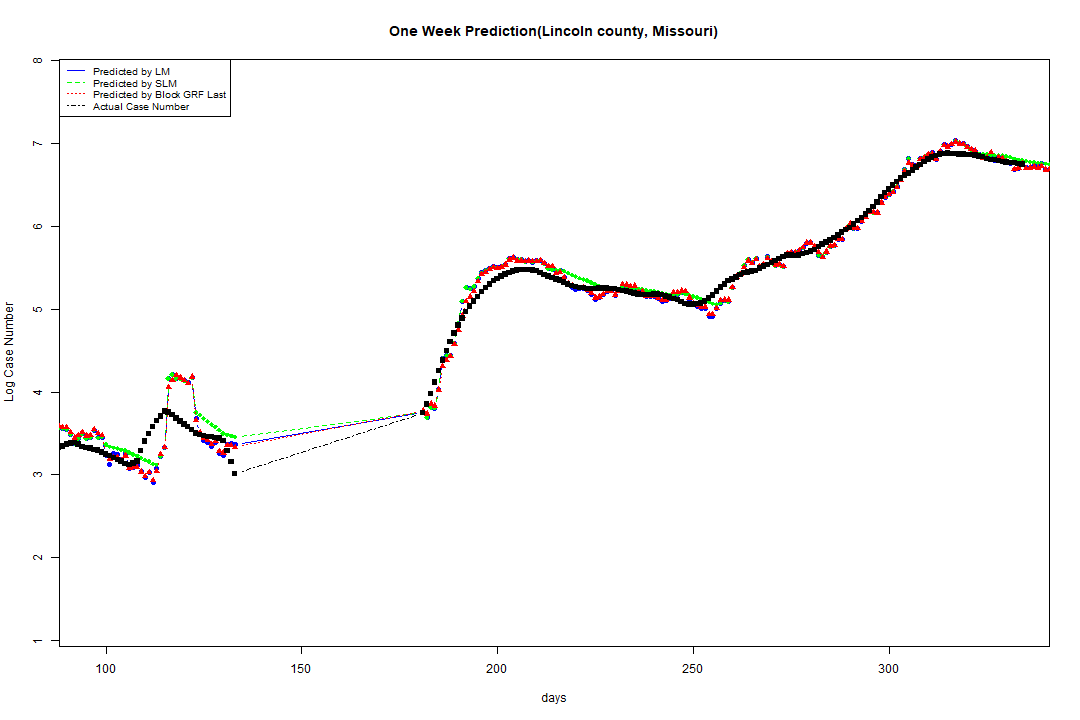 One Week Prediction(Lincoln county, Missouri)
Predicted by LM
Predicted by SLM
Predicted by Block GRF Last
Actual Case Number
8
7
6
5
4
3
2
1
Log Case Number
100 150 200 250 300
days